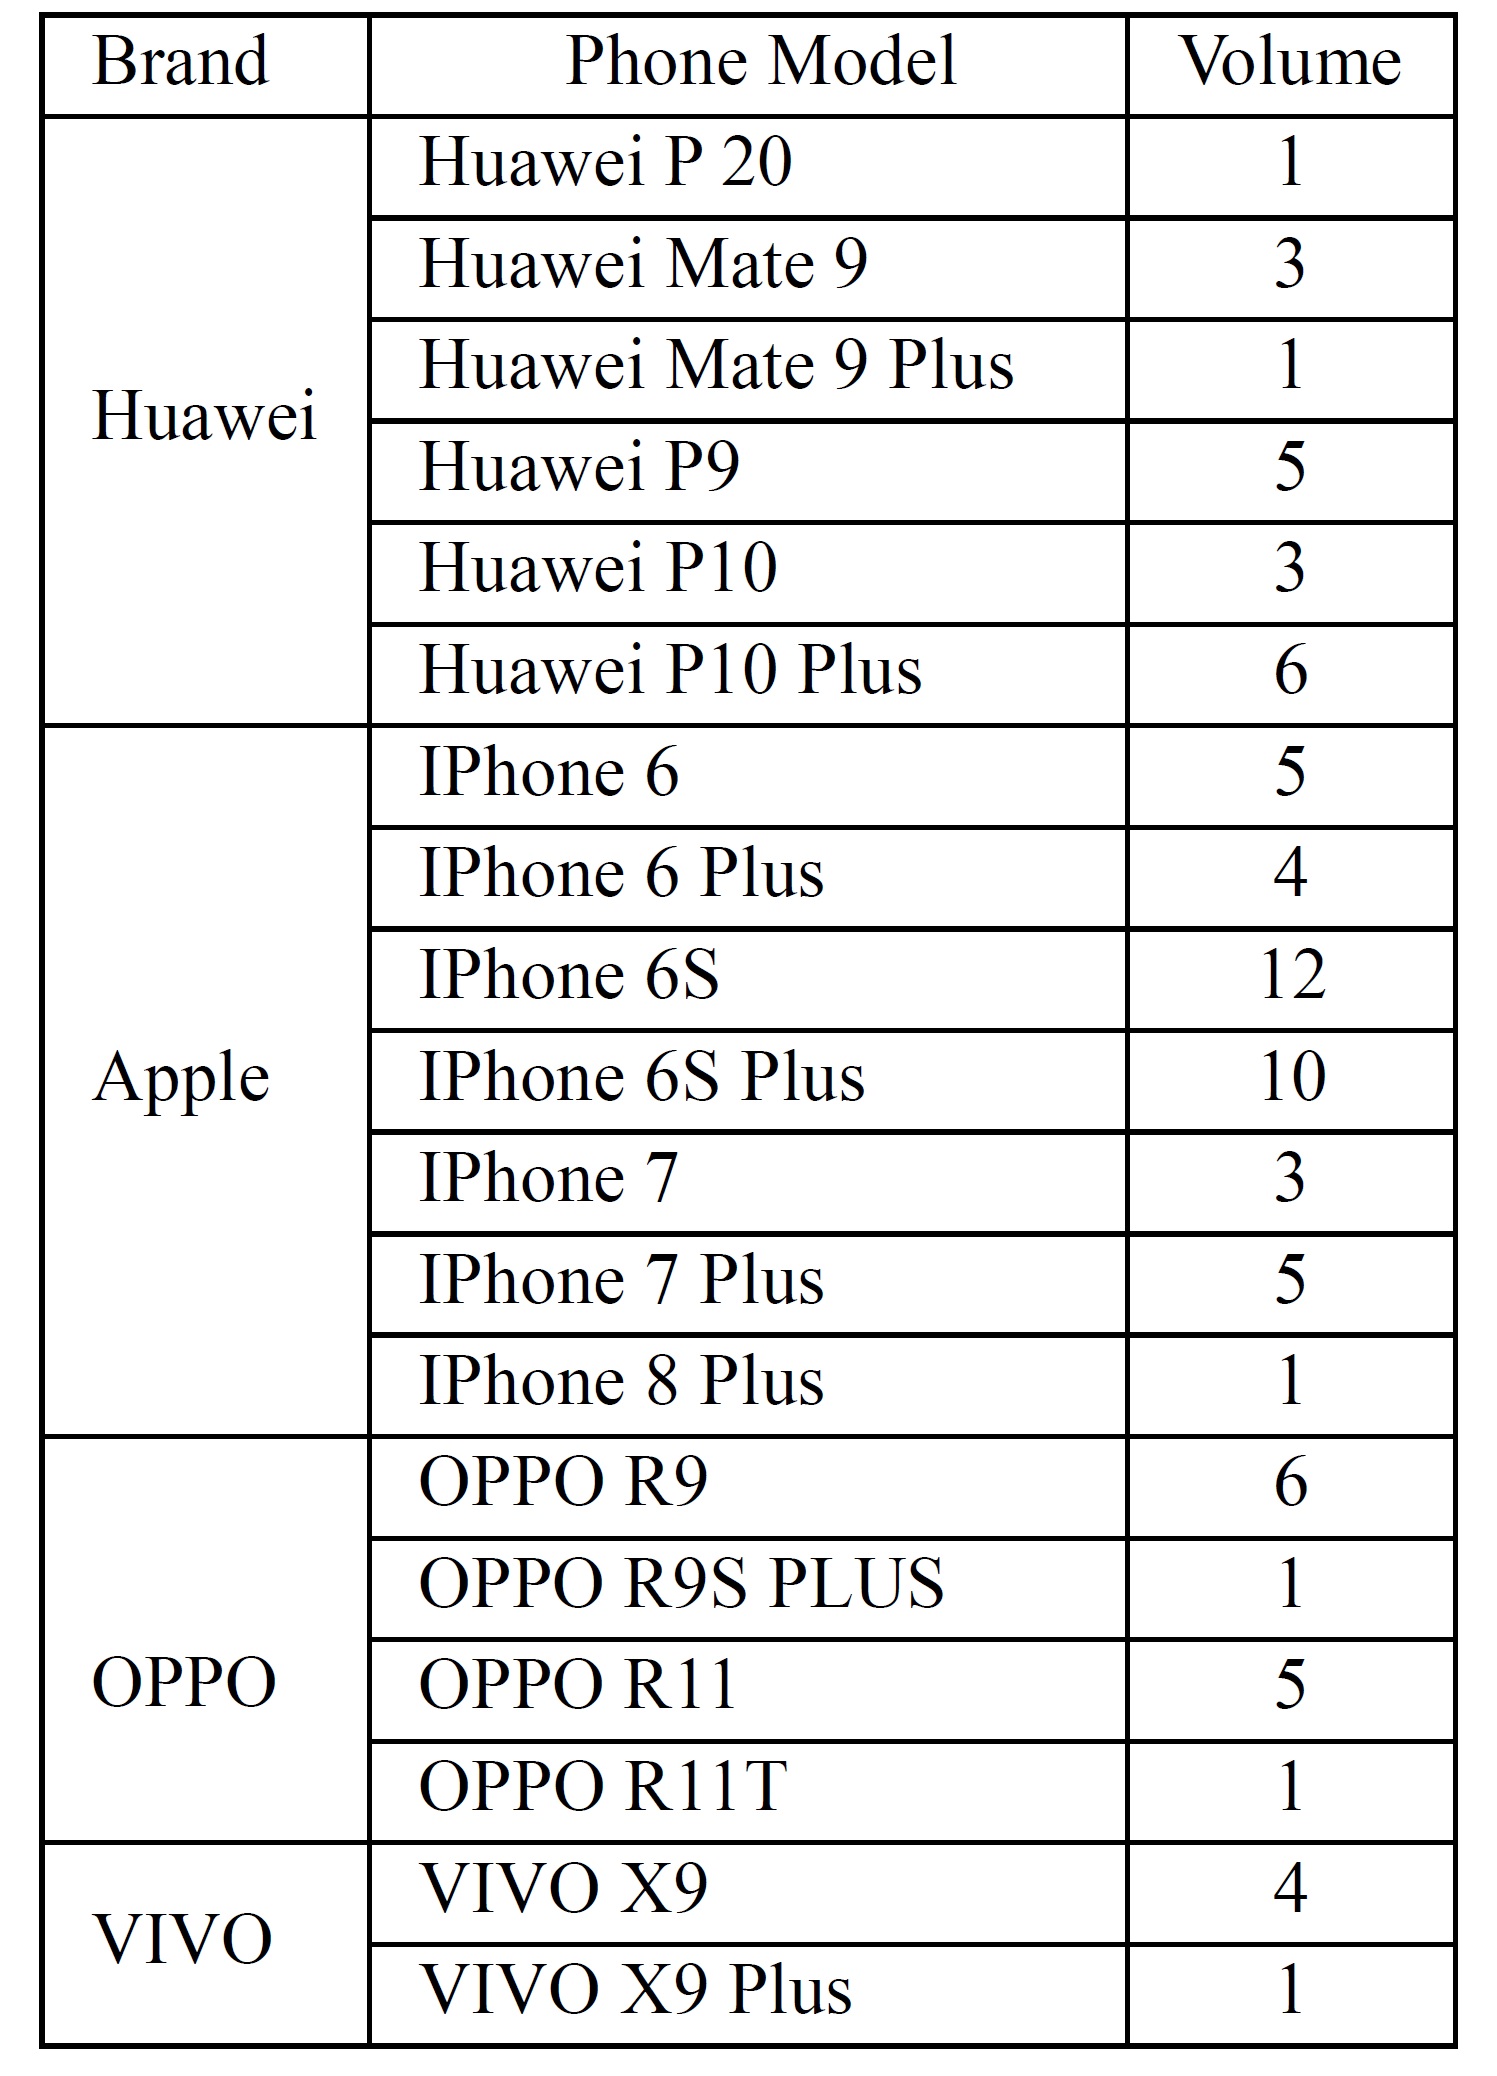 Brand Phone Model Volume
Huawei
Huawei P 20 1
Huawei Mate 9 3
Huawei Mate 9 Plus 1
Huawei P9 5
Huawei P10 3
Huawei P10 Plus 6
Apple
IPhone 6 5
IPhone 6 Plus 4
IPhone 6S 12
IPhone 6S Plus 10
IPhone 7 3
IPhone 7 Plus 5
IPhone 8 Plus 1
OPPO
OPPO R9 6
OPPO R9S PLUS 1
OPPO R11 5
OPPO R11T 1
VIVO
VIVO X9 4
VIVO X9 Plus 1